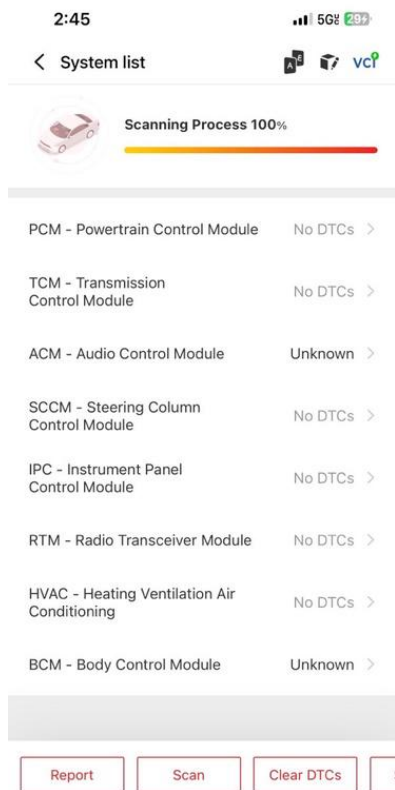 2:45
5G 29
System list
A E
vci
Scanning Process 100%
PCM - Powertrain Control Module No DTCs
TCM - Transmission
Control Module
No DTCs
ACM - Audio Control Module Unknown
SCCM - Steering Column
Control Module
No DTCs
IPC - Instrument Panel
Control Module
No DTCs
RTM - Radio Transceiver Module No DTCs
HVAC - Heating Ventilation Air
Conditioning
No DTCs
BCM - Body Control Module Unknown
Report Scan Clear DTCs